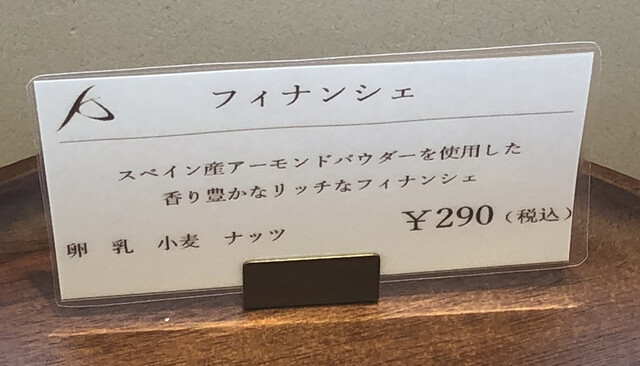 フィナンシェ
スペイン産アーモンドパウダーを使用した
香り豊かなリッチなフィナンシェ
¥290(税込)
卵 乳 小麦 ナッツ